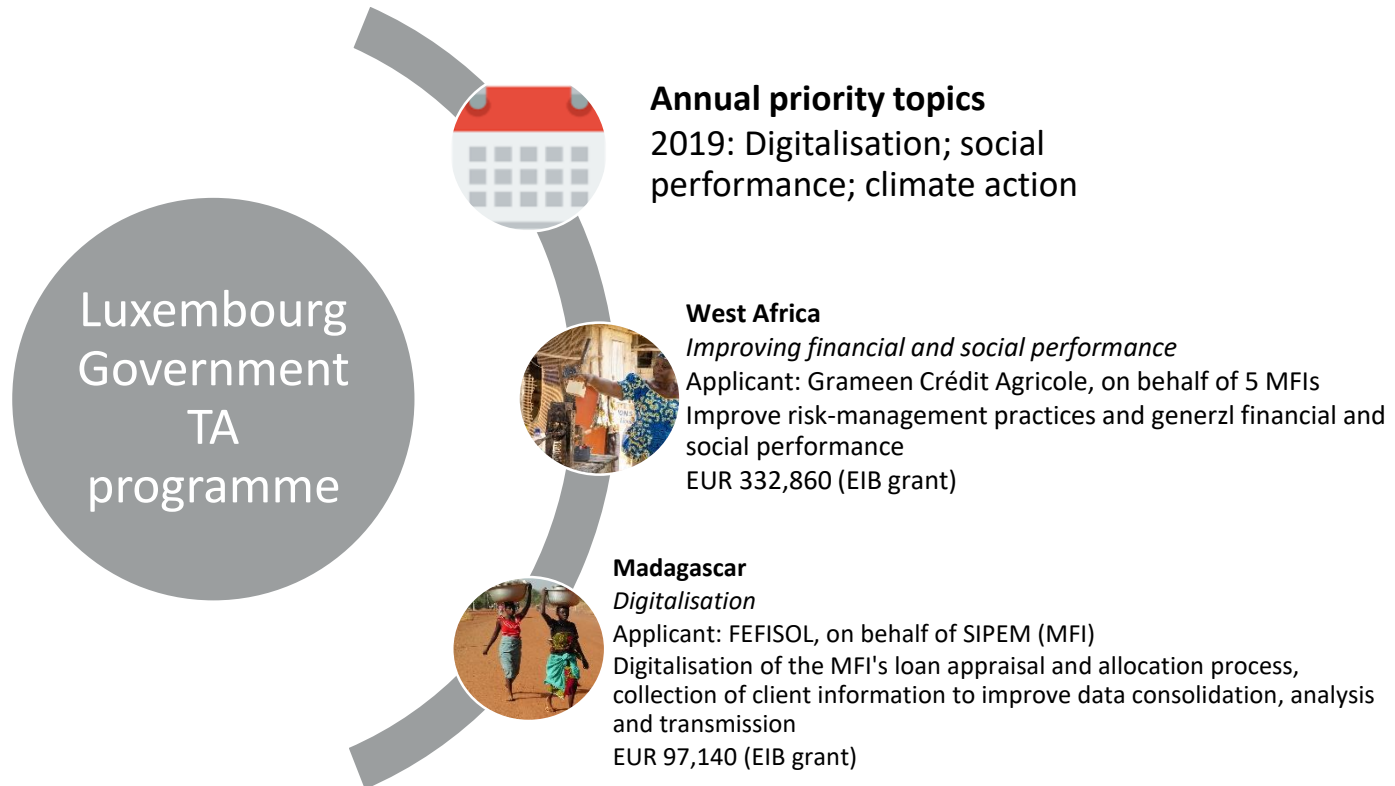 Luxembourg
Government
TA
programme
Annual priority topics
2019: Digitalisation; social
performance; climate action
West Africa
Improving financial and social performance
Applicant: Grameen Crédit Agricole, on behalf of 5 MFIs
Improve risk-management practices and generzl financial and
social performance
EUR 332,860 (EIB grant)
Madagascar
Digitalisation
Applicant: FEFISOL, on behalf of SIPEM (MFI)
Digitalisation of the MFI's loan appraisal and allocation process,
collection of client information to improve data consolidation, analysis
and transmission
EUR 97,140 (EIB grant)